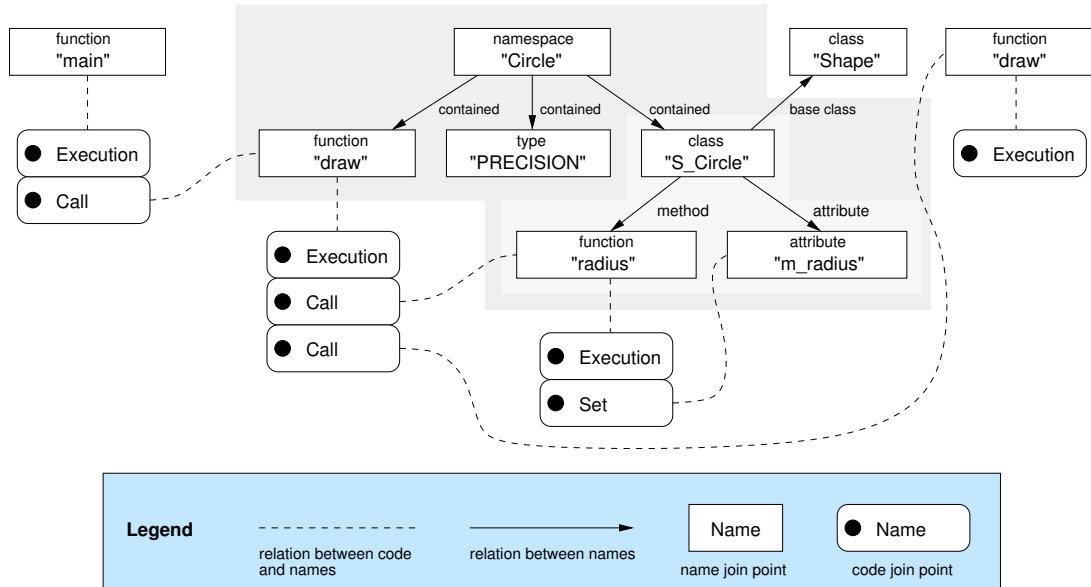 function
"main"
namespace
"Circle"
class
"Shape"
function
"draw"
contained
contained
contained
base class
function
"draw"
type
"PRECISION"
class
"S_Circle"
Execution
Call
Execution
method
attribute
function
"radius"
attribute
"m_radius"
Execution
Call
Call
Execution
Set
Legend
relation between code
and names
relation between names
Name
name join point
Name
code join point